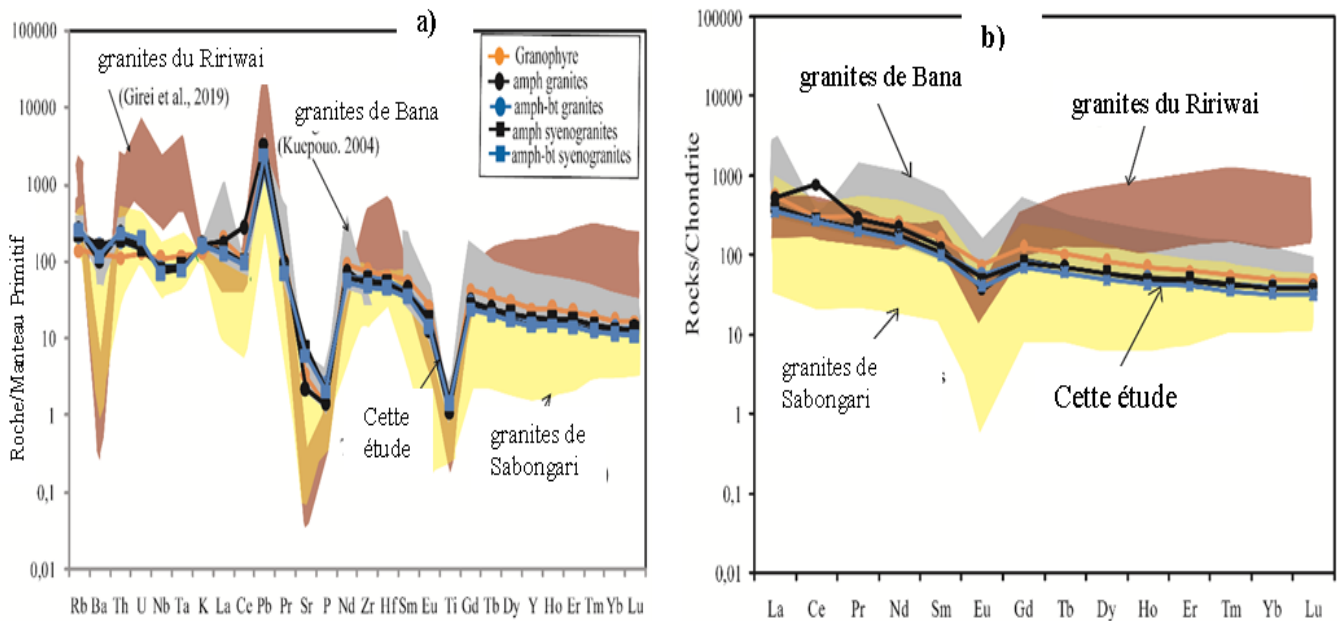 a)
100000
10000
1000
100
10
1
0,1
0,01
Roche/Manteau Primitif
granites du Ririwai
(Girei et al., 2019)
granites de Bana
(Kuepouo. 2004)
Granophyre
amph granites
amph-bt granites
amph syenogranites
amph-bt syenogranites
Cette
étude
granites de
Sabongari
)
Rb Ba Th U Nb Ta K La Ce Pb Pr Sr P Nd Zr Hf Sm Eu Ti Gd Tb Dy Y Ho Er Tm Yb Lu
b)
100000
10000
1000
100
10
1
0,1
0,01
Rocks/Chondrite
granites de Bana
granites du Ririwai
granites de
Sabongari
;
Cette étude
La Ce Pr Nd Sm Eu Gd Tb Dy Ho Er Tm Yb Lu